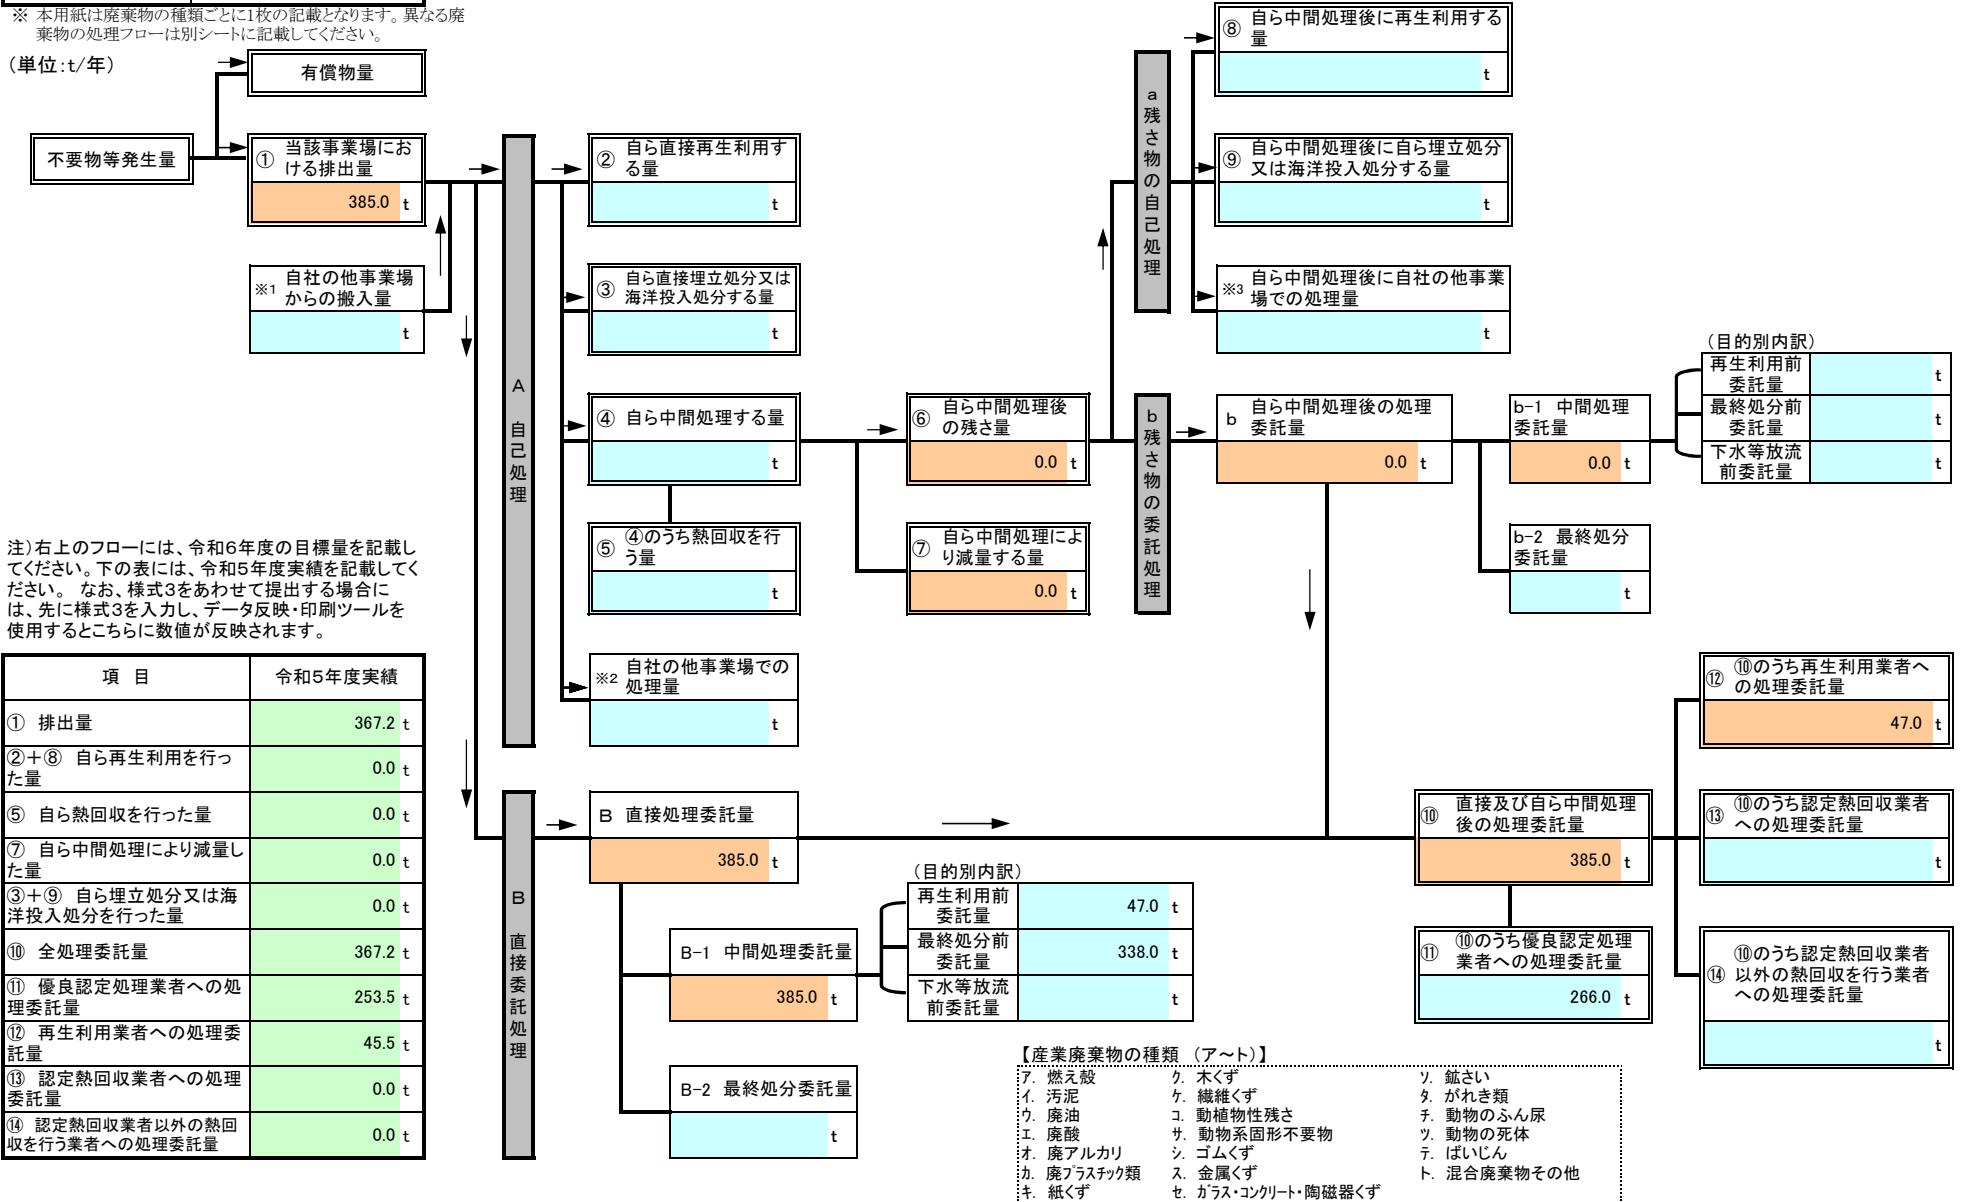 ※ 本用紙は廃棄物の種類ごとに1枚の記載となります。異なる廃
棄物の処理フローは別シートに記載してください。
（単位：t/年）
有償物量
不要物等発生量
① 当該事業場にお
ける排出量
385.0 t
※1 自社の他事業場
からの搬入量
t
A 自己処理
② 自ら直接再生利用す
る量
t
③ 自ら直接埋立処分又は
海洋投入処分する量
t
④ 自ら中間処理する量
t
⑤ ④のうち熱回収を行
う量
t
※2 自社の他事業場での
処理量
t
⑥ 自ら中間処理後
の残さ量
0.0 t
⑦ 自ら中間処理によ
り減量する量
0.0 t
a 残さ物の自己処理
⑧ 自ら中間処理後に再生利用する
量
t
⑨ 自ら中間処理後に自ら埋立処分
又は海洋投入処分する量
t
※3 自ら中間処理後に自社の他事業
場での処理量
t
b 残さ物の委託処理
b 自ら中間処理後の処理
委託量
0.0 t
b-1 中間処理
委託量
0.0 t
（目的別内訳）
再生利用前
委託量
t
最終処分前
委託量
t
下水等放流
前委託量
t
b-2 最終処分
委託量
t
注）右上のフローには、令和6年度の目標量を記載し
てください。下の表には、令和5年度実績を記載してく
ださい。 なお、様式3をあわせて提出する場合に
は、先に様式3を入力し、データ反映・印刷ツールを
使用するとこちらに数値が反映されます。
項 目 令和5年度実績
① 排出量 367.2 t
②＋⑧ 自ら再生利用を行っ
た量 0.0 t
⑤ 自ら熱回収を行った量 0.0 t
⑦ 自ら中間処理により減量し
た量 0.0 t
③＋⑨ 自ら埋立処分又は海
洋投入処分を行った量 0.0 t
⑩ 全処理委託量 367.2 t
⑪ 優良認定処理業者への処
理委託量 253.5 t
⑫ 再生利用業者への処理委
託量 45.5 t
⑬ 認定熱回収業者への処理
委託量 0.0 t
⑭ 認定熱回収業者以外の熱回
収を行う業者への処理委託量 0.0 t
B 直接委託処理
B 直接処理委託量
385.0 t
B-1 中間処理委託量
385.0 t
（目的別内訳）
再生利用前
委託量
47.0 t
最終処分前
委託量
338.0 t
下水等放流
前委託量
t
B-2 最終処分委託量
t
⑩ 直接及び自ら中間処理
後の処理委託量
385.0 t
⑪ ⑩のうち優良認定処理
業者への処理委託量
266.0 t
⑫ ⑩のうち再生利用業者へ
の処理委託量
47.0 t
⑬ ⑩のうち認定熱回収業者
への処理委託量
t
⑭ ⑩のうち認定熱回収業者
以外の熱回収を行う業者
への処理委託量
t
【産業廃棄物の種類 （ア～ト）】
ア. 燃え殻 ク. 木くず ソ. 鉱さい
イ. 汚泥 ケ. 繊維くず タ. がれき類
ウ. 廃油 コ. 動植物性残さ チ. 動物のふん尿
エ. 廃酸 サ. 動物系固形不要物 ツ. 動物の死体
オ. 廃アルカリ シ. ゴムくず テ. ばいじん
カ. 廃プラスチック類 ス. 金属くず ト. 混合廃棄物その他
キ. 紙くず セ. ガラス・コンクリート・陶磁器くず